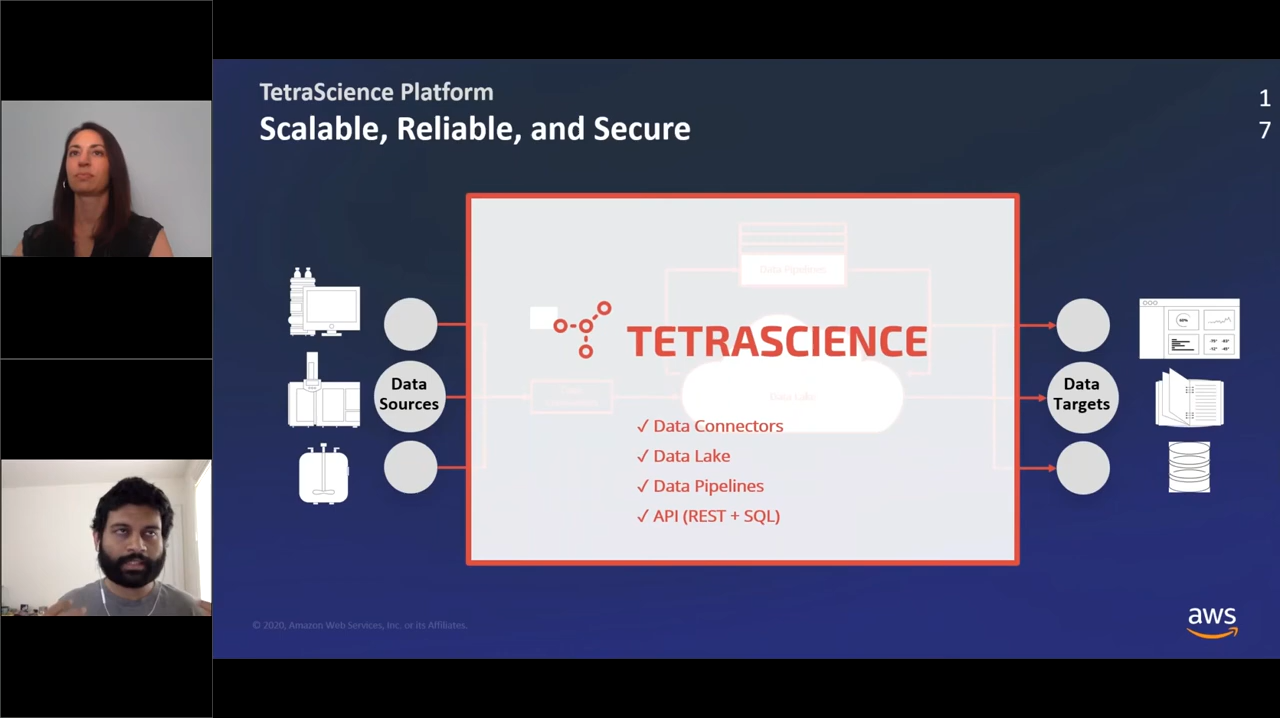 TetraScience Platform
Scalable, Reliable, and Secure
1
7
Data Pipelines
TETRASCIENCE
Data
Sources
Data Lake
Data
Targets
✓ Data Connectors
✓ Data Lake
✓ Data Pipelines
✓ API (REST + SQL)
© 2020, Amazon Web Services, Inc. or its Affiliates.
aws